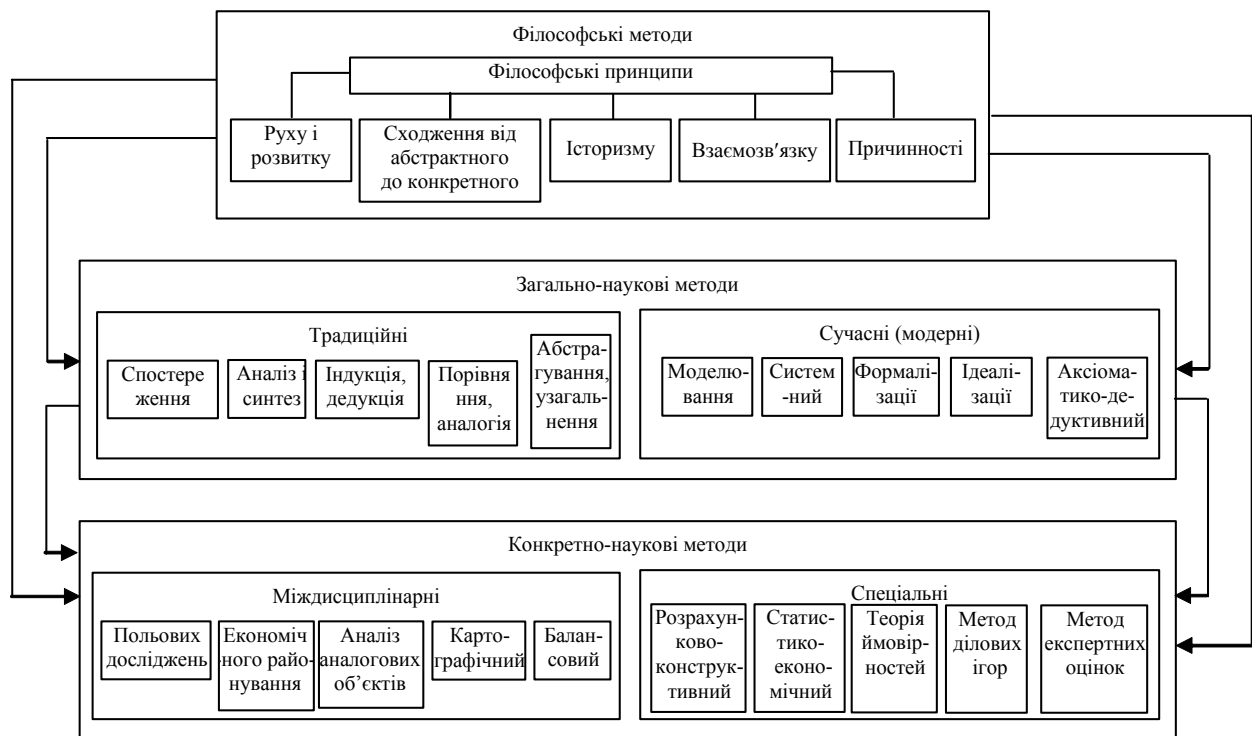 Філософські методи
Філософські принципи
Руху і
розвитку
Сходження від
абстрактного
до конкретного
Історизму
Взаємозв'язку
Причинності
Загально-наукові методи
Традиційні
Спостере
ження
Аналіз і
синтез
Індукція,
дедукція
Порівня
ння,
аналогія
Абстра-
гування,
узагаль-
нення
Сучасні (модерні)
Моделю-
вання
Систем
-ний
Формалі-
зації
Ідеалі-
зації
Аксіома-
тико-де-
дуктивний
Конкретно-наукові методи
Міждисциплінарні
Польових
досліджень
Економіч
-ного райо-
нування
Аналіз
аналогових
об’єктів
Карто-
графічний
Балан-
совий
Спеціальні
Розрахун-
ково-
конструк-
тивний
Статис-
тико-еко-
номічний
Теорія
ймовір-
ностей
Метод
ділових
ігор
Метод
експертних
оцінок